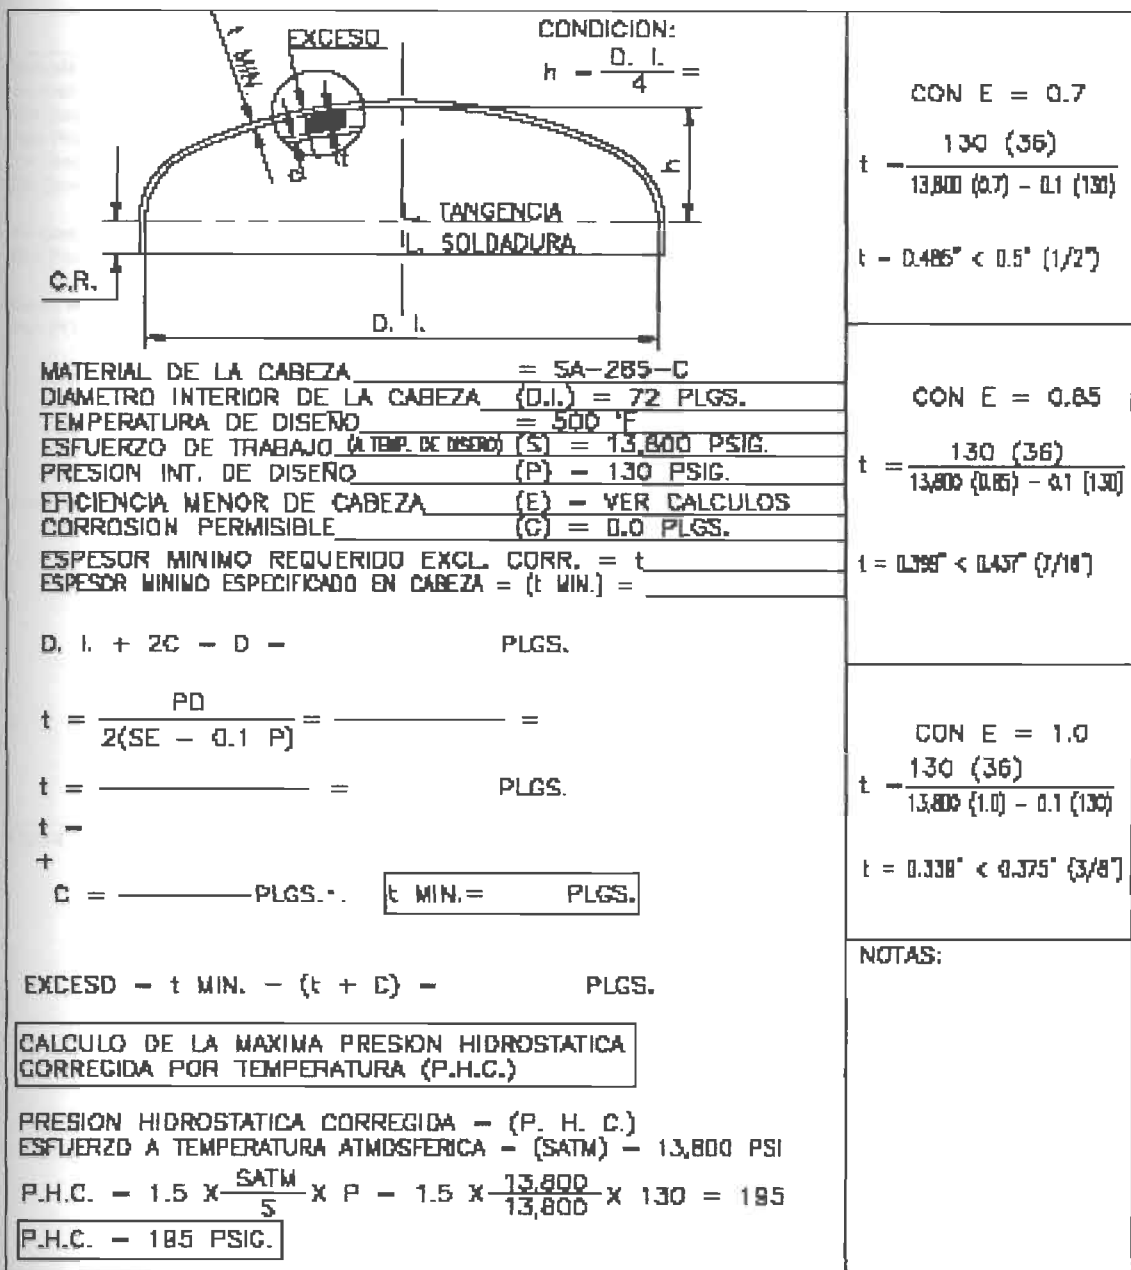 CONDICION:
EXCESO
h = D. I. / 4 =
t MIN.
c
t
h
L. TANGENCIA
L. SOLDADURA
C.R.
D. I.
MATERIAL DE LA CABEZA = SA-285-C
DIAMETRO INTERIOR DE LA CABEZA (D.I.) = 72 PLGS.
TEMPERATURA DE DISEÑO = 500 °F
ESFUERZO DE TRABAJO (A TEMP. DE DISEÑO) (S) = 13,800 PSIG.
PRESION INT. DE DISEÑO (P) = 130 PSIG.
EFICIENCIA MENOR DE CABEZA (E) = VER CALCULOS
CORROSION PERMISIBLE (C) = 0.0 PLGS.
ESPESOR MINIMO REQUERIDO EXCL. CORR. = t
ESPESOR MINIMO ESPECIFICADO EN CABEZA = (t MIN.) =
D. I. + 2C = D = PLGS.
t = PD / 2(SE - 0.1 P) = =
t = = PLGS.
t =
+
C = PLGS.-. t MIN.= PLGS.
EXCESO = t MIN. - (t + C) = PLGS.
CALCULO DE LA MAXIMA PRESION HIDROSTATICA
CORREGIDA POR TEMPERATURA (P.H.C.)
PRESION HIDROSTATICA CORREGIDA = (P. H. C.)
ESFUERZO A TEMPERATURA ATMOSFERICA = (SATM) = 13,800 PSI
P.H.C. = 1.5 X SATM / S X P = 1.5 X 13,800 / 13,800 X 130 = 195
P.H.C. = 195 PSIG.
CON E = 0.7
t = 130 (36) / 13,800 (0.7) - 0.1 (130)
t = 0.485" < 0.5" (1/2")
CON E = 0.85
t = 130 (36) / 13,800 (0.85) - 0.1 (130)
t = 0.399" < 0.437" (7/16")
CON E = 1.0
t = 130 (36) / 13,800 (1.0) - 0.1 (130)
t = 0.339" < 0.375" (3/8")
NOTAS: